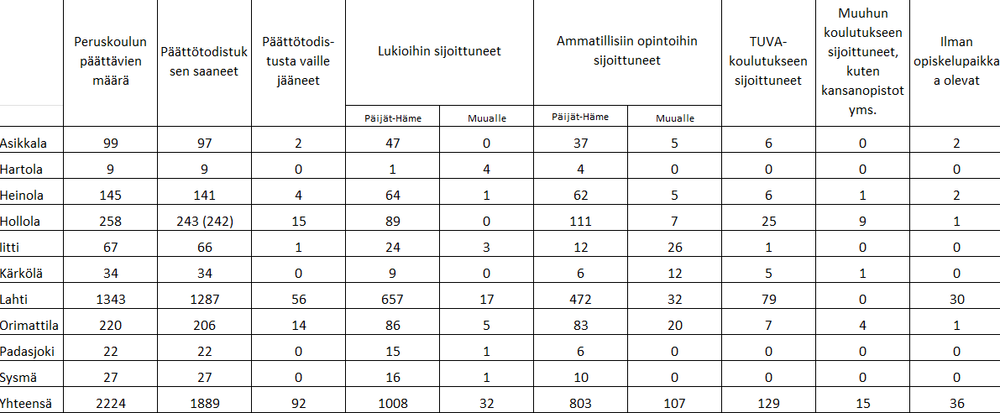 Peruskoulun päättävien määrä | Päättötodistuk sen saaneet | Päättötodis- tusta vaille jääneet | Lukioihin sijoittuneet | Ammatillisiin opintoihin sijoittuneet | TUVA- koulutukseen sijoittuneet | Muuhun koulutukseen sijoittuneet, kuten kansanopistot yms. | Ilman opiskelupaikka a olevat
Päijät-Häme | Muualle | Päijät-Häme | Muualle
Asikkala | 99 | 97 | 2 | 47 | 0 | 37 | 5 | 6 | 0 | 2
Hartola | 9 | 9 | 0 | 1 | 4 | 4 | 0 | 0 | 0 | 0
Heinola | 145 | 141 | 4 | 64 | 1 | 62 | 5 | 6 | 1 | 2
Hollola | 258 | 243 (242) | 15 | 89 | 0 | 111 | 7 | 25 | 9 | 1
Iitti | 67 | 66 | 1 | 24 | 3 | 12 | 26 | 1 | 0 | 0
Kärkölä | 34 | 34 | 0 | 9 | 0 | 6 | 12 | 5 | 1 | 0
Lahti | 1343 | 1287 | 56 | 657 | 17 | 472 | 32 | 79 | 0 | 30
Orimattila | 220 | 206 | 14 | 86 | 5 | 83 | 20 | 7 | 4 | 1
Padasjoki | 22 | 22 | 0 | 15 | 1 | 6 | 0 | 0 | 0 | 0
Sysmä | 27 | 27 | 0 | 16 | 1 | 10 | 0 | 0 | 0 | 0
Yhteensä | 2224 | 1889 | 92 | 1008 | 32 | 803 | 107 | 129 | 15 | 36